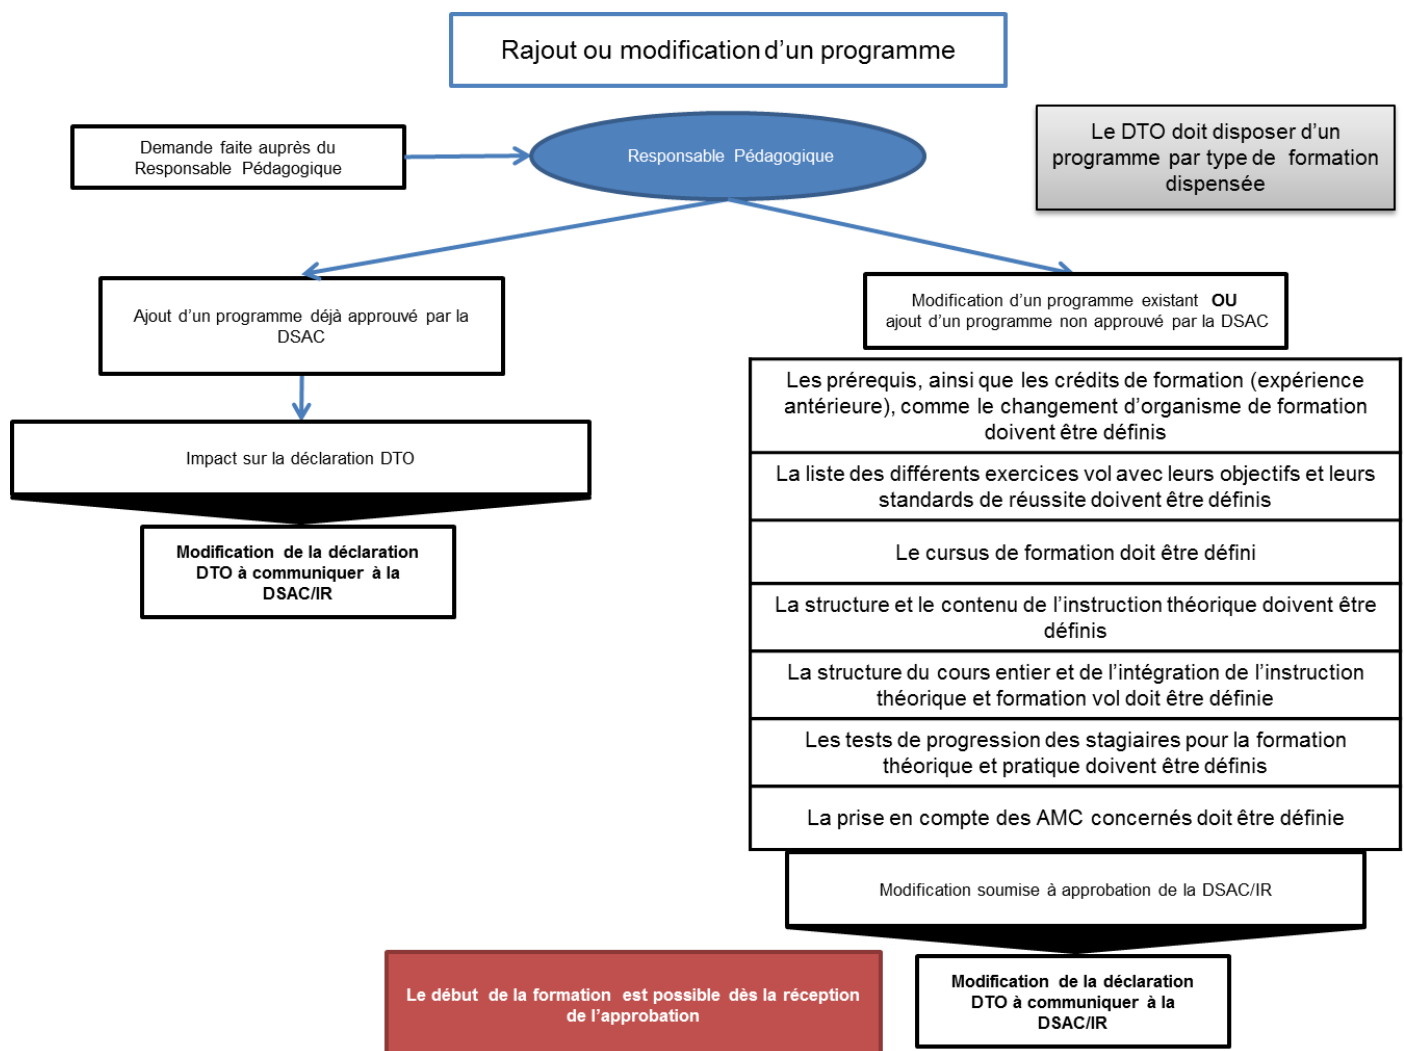 Rajout ou modification d’un programme
Demande faite auprès du
Responsable Pédagogique
Responsable Pédagogique
Le DTO doit disposer d’un
programme par type de formation
dispensée
Ajout d’un programme déjà approuvé par la
DSAC
Impact sur la déclaration DTO
Modification de la déclaration
DTO à communiquer à la
DSAC/IR
Modification d’un programme existant OU
ajout d’un programme non approuvé par la DSAC
Les prérequis, ainsi que les crédits de formation (expérience
antérieure), comme le changement d’organisme de formation
doivent être définis
La liste des différents exercices vol avec leurs objectifs et leurs
standards de réussite doivent être définis
Le cursus de formation doit être défini
La structure et le contenu de l’instruction théorique doivent être
définis
La structure du cours entier et de l’intégration de l’instruction
théorique et formation vol doit être définie
Les tests de progression des stagiaires pour la formation
théorique et pratique doivent être définis
La prise en compte des AMC concernés doit être définie
Modification soumise à approbation de la DSAC/IR
Modification de la déclaration
DTO à communiquer à la
DSAC/IR
Le début de la formation est possible dès la réception
de l’approbation